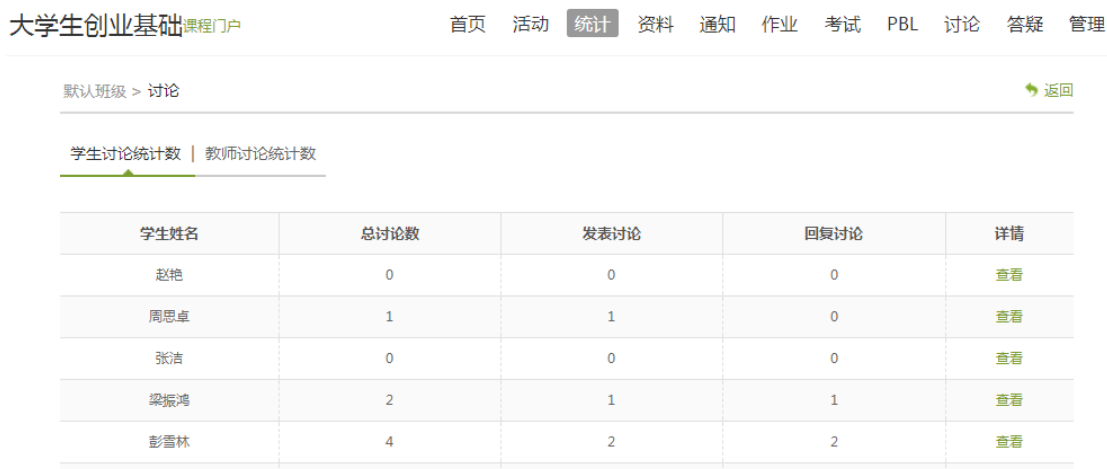 大学生创业基础课程门户 首页 活动 统计 资料 通知 作业 考试 PBL 讨论 答疑 管理
默认班级 > 讨论 返回
学生讨论统计数 | 教师讨论统计数
学生姓名 总讨论数 发表讨论 回复讨论 详情
赵艳 0 0 0 查看
周思卓 1 1 0 查看
张洁 0 0 0 查看
梁振鸿 2 1 1 查看
彭雪林 4 2 2 查看